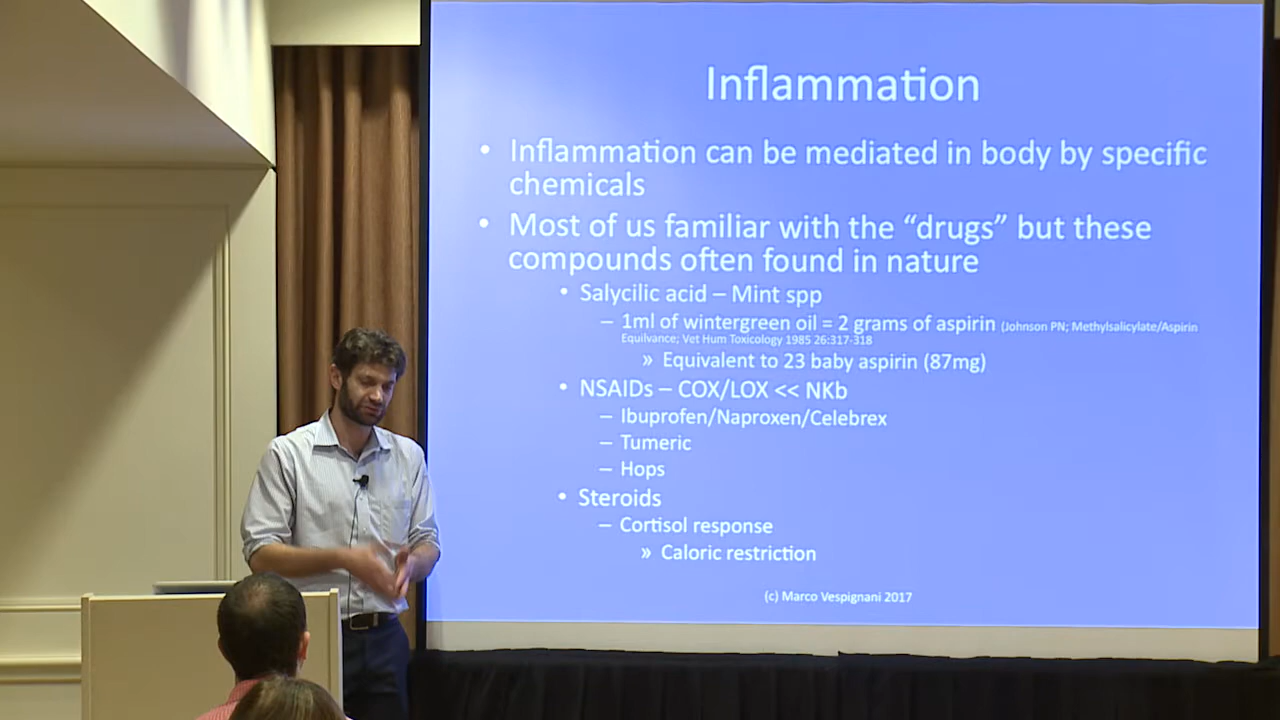 Inflammation
• Inflammation can be mediated in body by specific
chemicals
• Most of us familiar with the “drugs” but these
compounds often found in nature
• Salycilic acid – Mint spp
– 1ml of wintergreen oil = 2 grams of aspirin (Johnson PN; Methylsalicylate/Aspirin
Equilvance; Vet Hum Toxicology 1985 26:317-318
» Equivalent to 23 baby aspirin (87mg)
• NSAIDs – COX/LOX << NKb
– Ibuprofen/Naproxen/Celebrex
– Tumeric
– Hops
• Steroids
– Cortisol response
» Caloric restriction
(c) Marco Vespignani 2017